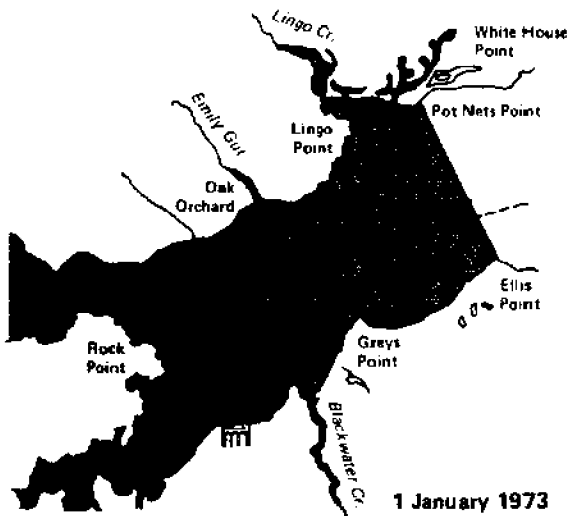 Lingo Cr.
White House
Point
Pot Nets Point
Lingo
Point
Emily Gut
Oak
Orchard
Ellis
Point
Greys
Point
Rock
Point
Blackwater Cr.
1 January 1973